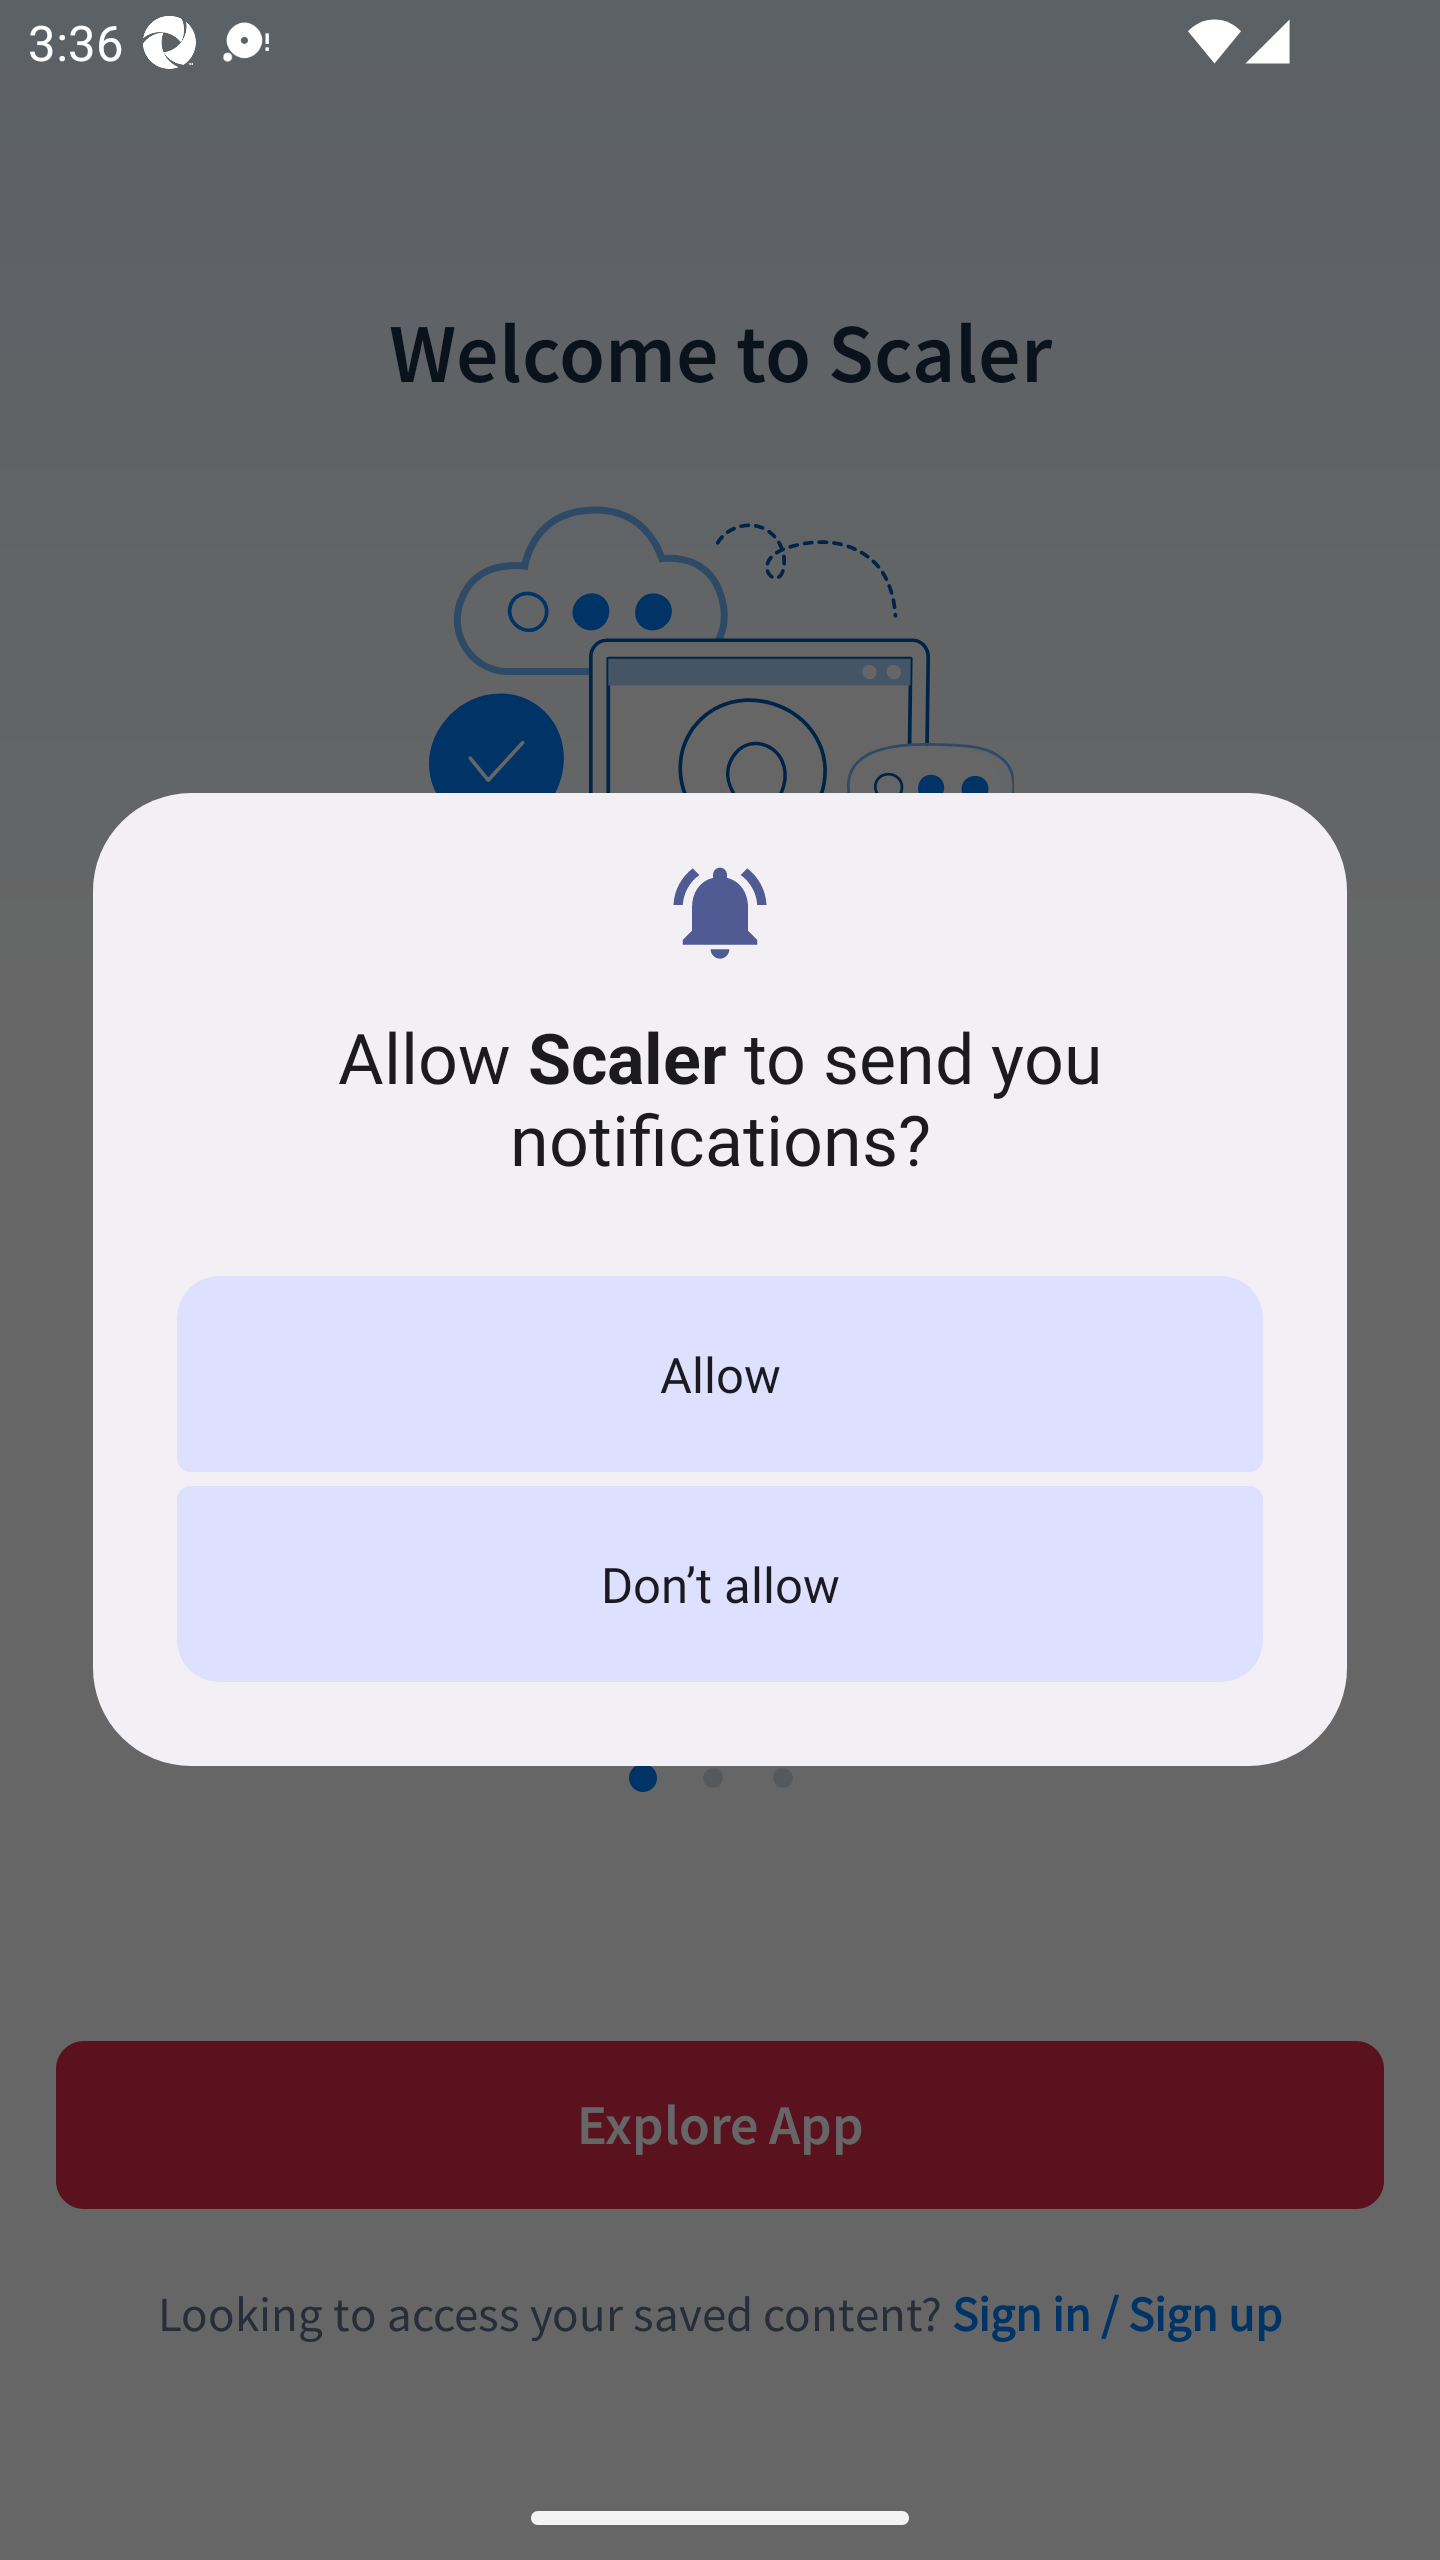 3:36
Welcome to Scaler
Allow Scaler to send you
notifications?
Allow
Don’t allow
Explore App
Looking to access your saved content? Sign in / Sign up